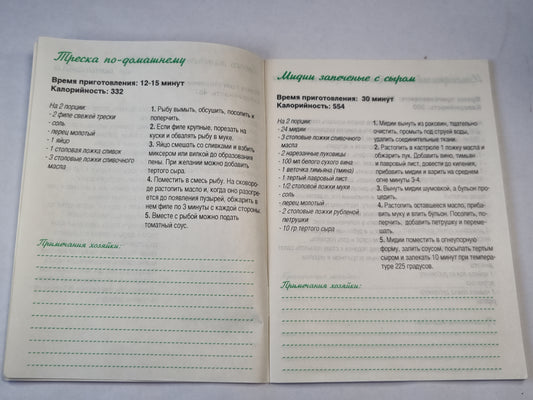 Треска по-домашнему
Время приготовления: 12-15 минут
Калорийность: 332
На 2 порции:
- 2 филе свежей трески
- соль
- перец молотый
- 1 яйцо
- 1 столовая ложка сливок
- 3 столовые ложки сливочного
масла
1. Рыбу вымыть, обсушить, посолить и
поперчить.
2. Если филе крупные, порезать на
куски и обвалять рыбу в муке.
3. Яйцо смешать со сливками и взбить
миксером или вилкой до образования
пены. При желании можно добавить
тертого сыра.
4. Поместить в смесь рыбу. На сковоро-
де растопить масло и, когда оно разогре-
ется до появления пузырей, обжарить в
нем филе по 3 минуты с каждой стороны.
5. Вместе с рыбой можно подать
томатный соус.
Примечания хозяйки:
Мидии запеченые с сыром
Время приготовления: 30 минут
Калорийность: 554
На 2 порции:
- 24 мидии
- 3 столовые ложки сливочного
масла
- 2 нарезанные луковицы
- 100 мл белого сухого вина
- 1 веточка тимьяна (тмина)
- 1 тертый лавровый лист
- 1/2 столовой ложки муки
- соль
- перец молотый
- 2 столовые ложки рубленой
петрушки
- 10 гр тертого сыра
1. Мидии вынуть из раковин, тщательно
очистить, промыть под струей воды,
удалить соединительные ткани.
2. Растопить в кастрюле 1 ложку масла и
обжарить лук. Добавить вино, тимьян
и лавровый лист, довести до кипения,
прибавить мидии и варить на среднем
огне минуты 3-4.
3. Вынуть мидии шумовкой, а бульон про-
цедить.
4. Растопить оставшееся масло, приба-
вить муки и влить бульон. Посолить, по-
перчить, добавить петрушку и переме-
шать.
5. Мидии поместить в огнеупорную
форму, залить соусом, посыпать тертым
сыром и запекать 10 минут при темпера-
туре 225 градусов.
Примечания хозяйки: